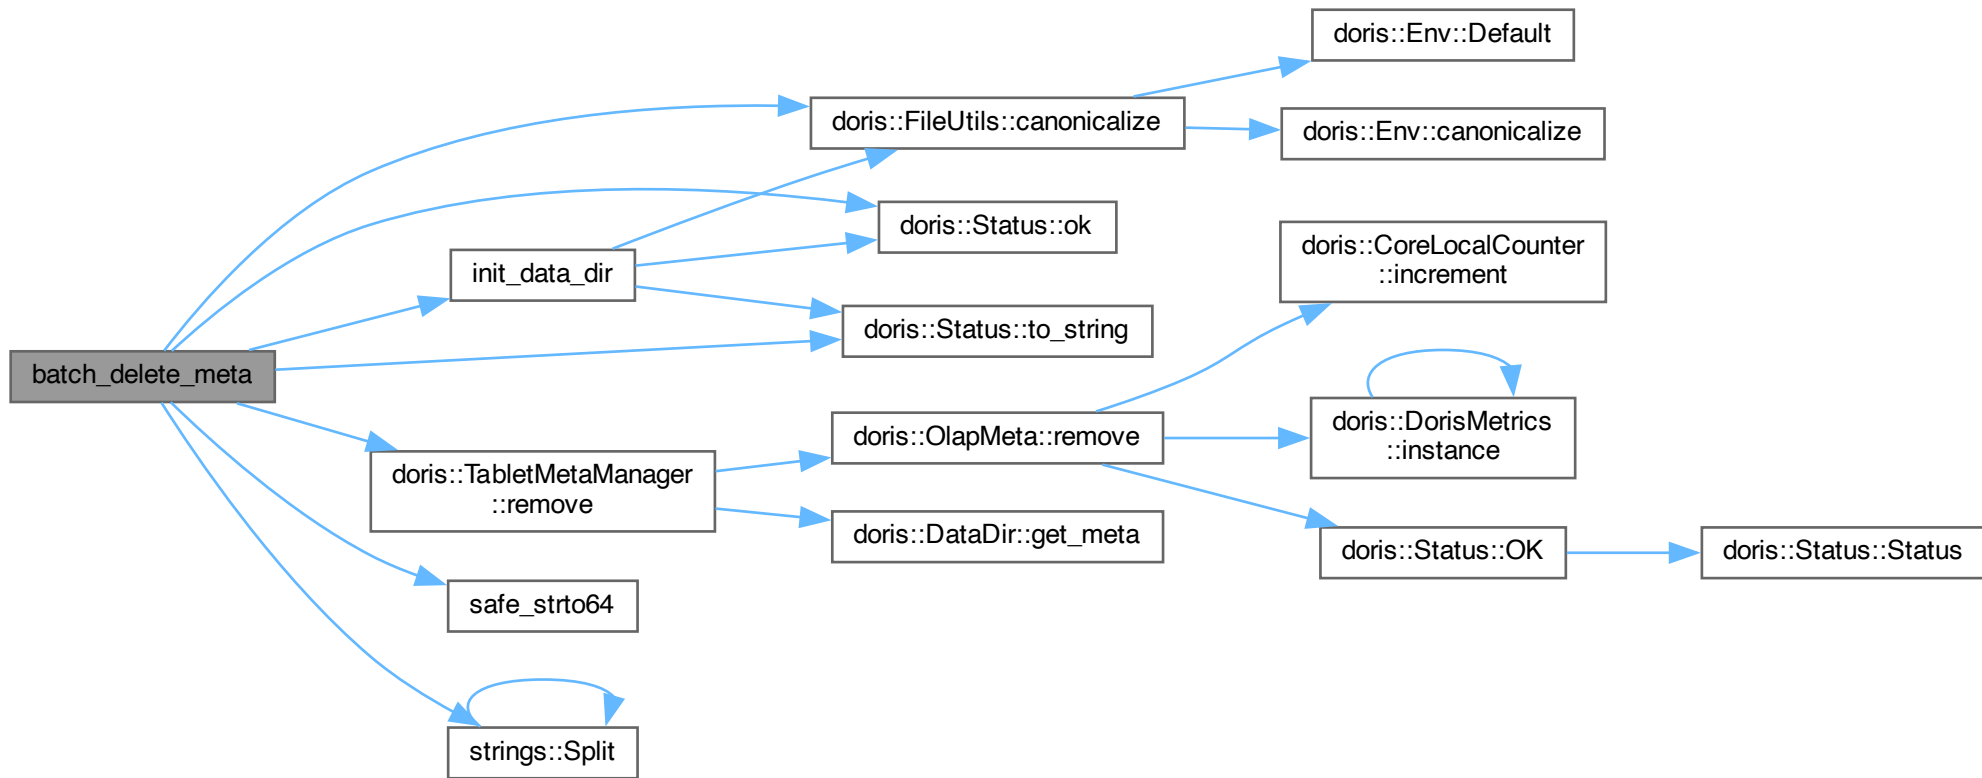 doris::Env::Default
doris::FileUtils::canonicalize
doris::Env::canonicalize
doris::Status::ok
doris::CoreLocalCounter
::increment
init_data_dir
doris::Status::to_string
batch_delete_meta
doris::OlapMeta::remove
doris::DorisMetrics
::instance
doris::TabletMetaManager
::remove
doris::DataDir::get_meta
doris::Status::OK
doris::Status::Status
safe_strto64
strings::Split